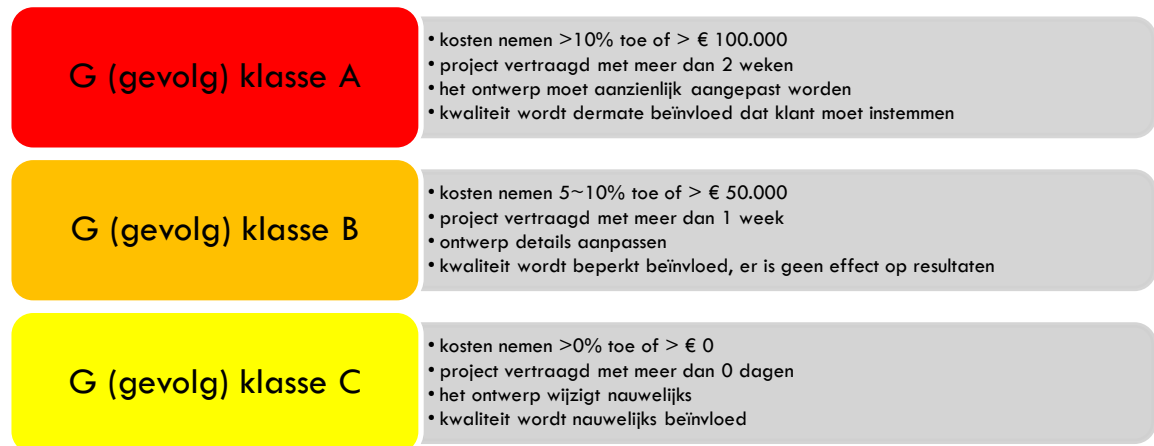 G (gevolg) klasse A
• kosten nemen >10% toe of > € 100.000
• project vertraagd met meer dan 2 weken
• het ontwerp moet aanzienlijk aangepast worden
• kwaliteit wordt dermate beïnvloed dat klant moet instemmen
G (gevolg) klasse B
• kosten nemen 5~10% toe of > € 50.000
• project vertraagd met meer dan 1 week
• ontwerp details aanpassen
• kwaliteit wordt beperkt beïnvloed, er is geen effect op resultaten
G (gevolg) klasse C
• kosten nemen >0% toe of > € 0
• project vertraagd met meer dan 0 dagen
• het ontwerp wijzigt nauwelijks
• kwaliteit wordt nauwelijks beïnvloed